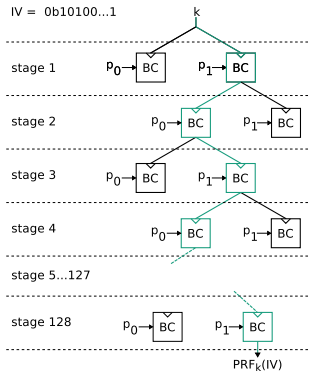 IV = 0b10100...1 k
stage 1 p0 BC p1 BC
stage 2 p0 BC p1 BC
stage 3 p0 BC p1 BC
stage 4 p0 BC p1 BC
stage 5...127
stage 128 p0 BC p1 BC
PRFk(IV)